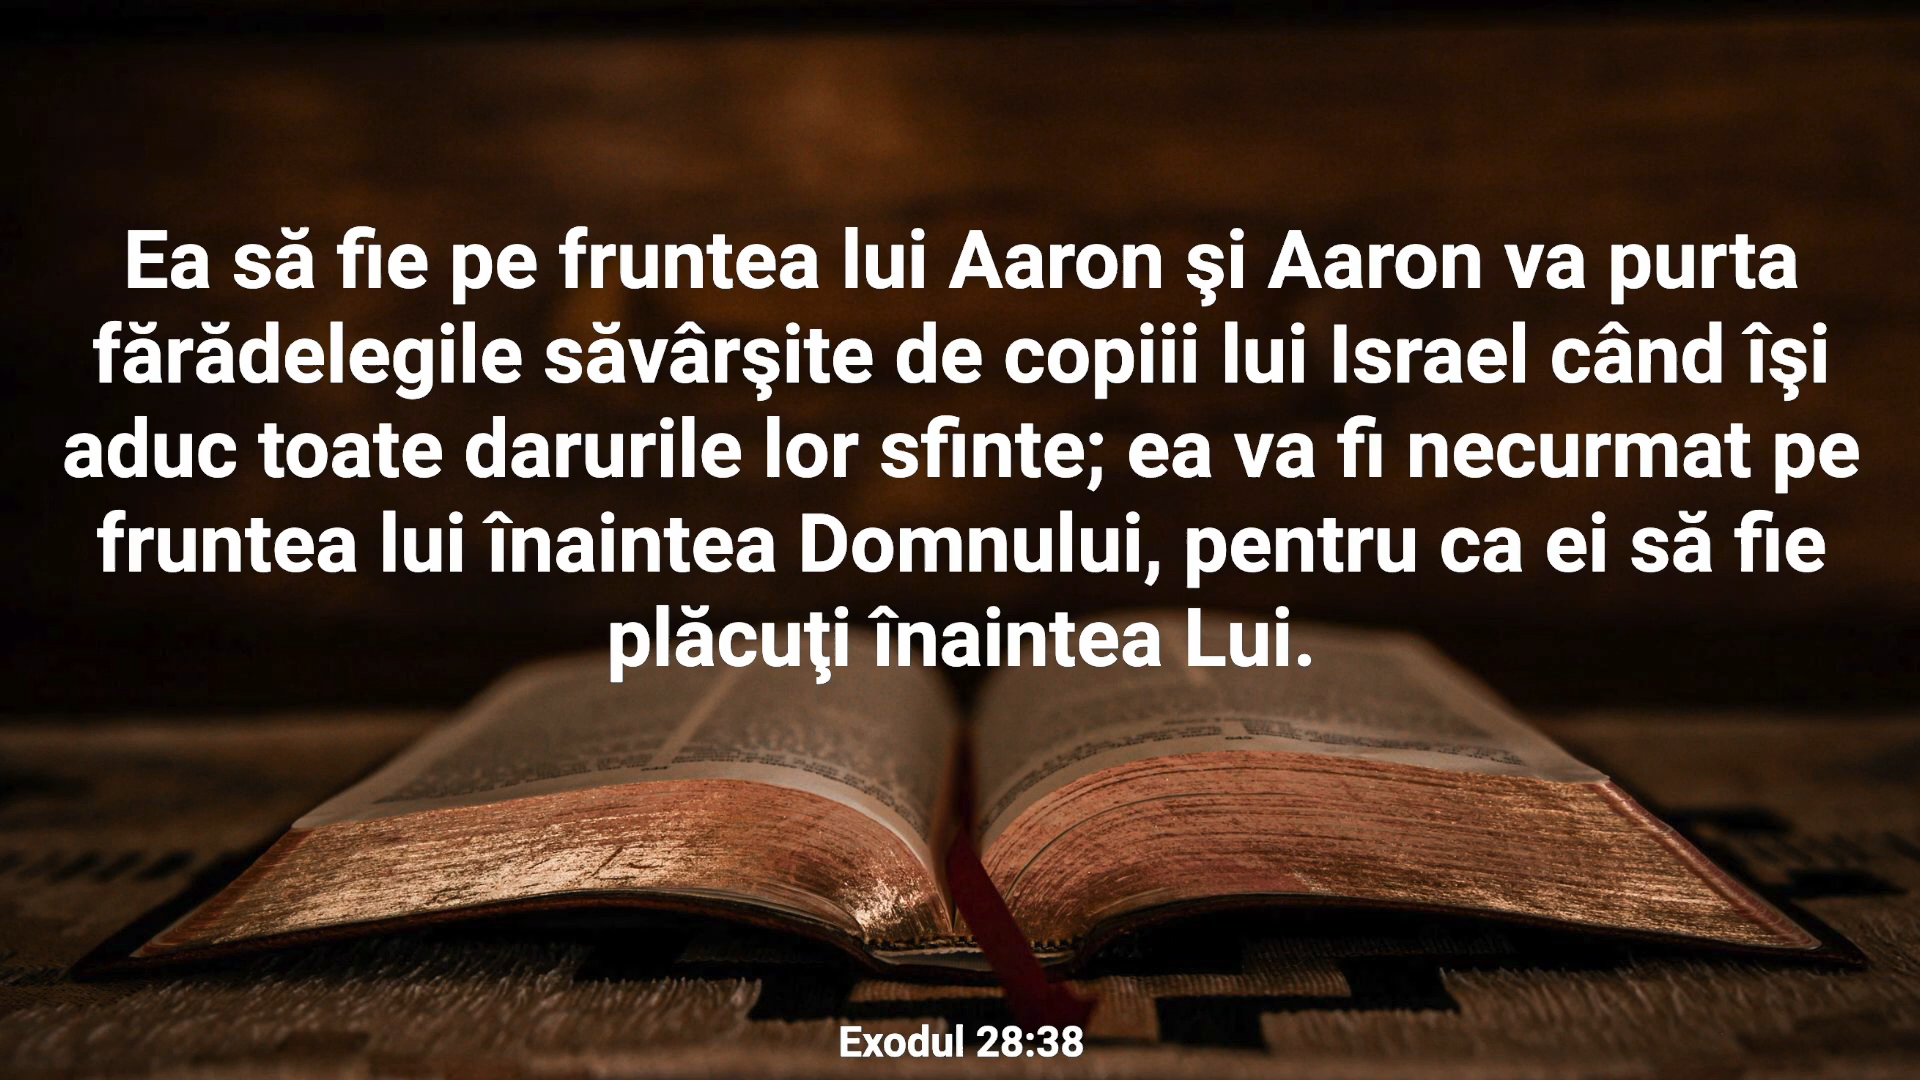 Ea să fie pe fruntea lui Aaron şi Aaron va purta
fărădelegile săvârşite de copiii lui Israel când îşi
aduc toate darurile lor sfinte; ea va fi necurmat pe
fruntea lui înaintea Domnului, pentru ca ei să fie
plăcuţi înaintea Lui.
Exodul 28:38